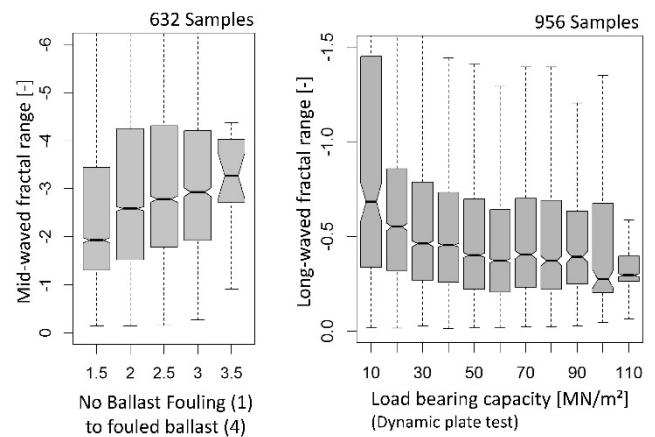 632 Samples
Mid-waved fractal range [-]
-6
-5
-4
-3
-2
-1
0
1.5 2 2.5 3 3.5
No Ballast Fouling (1)
to fouled ballast (4)
956 Samples
Long-waved fractal range [-]
-1.5
-1.0
-0.5
0.0
10 30 50 70 90 110
Load bearing capacity [MN/m²]
(Dynamic plate test)